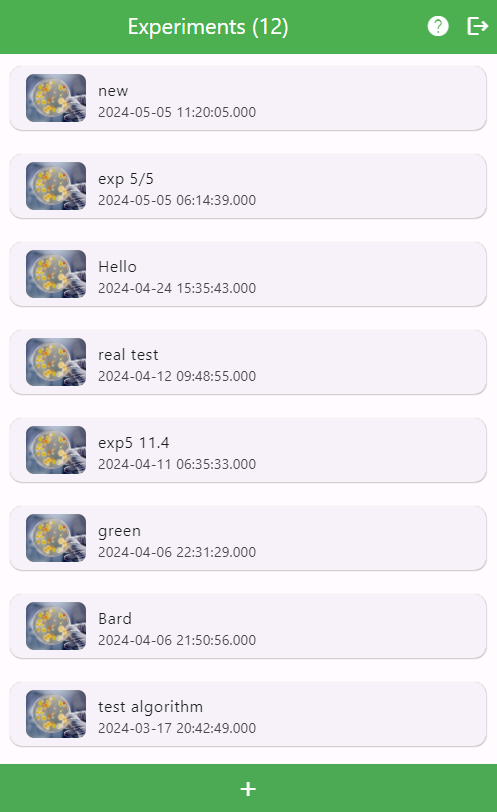 Experiments (12)
new
2024-05-05 11:20:05.000
exp 5/5
2024-05-05 06:14:39.000
Hello
2024-04-24 15:35:43.000
real test
2024-04-12 09:48:55.000
exp5 11.4
2024-04-11 06:35:33.000
green
2024-04-06 22:31:29.000
Bard
2024-04-06 21:50:56.000
test algorithm
2024-03-17 20:42:49.000